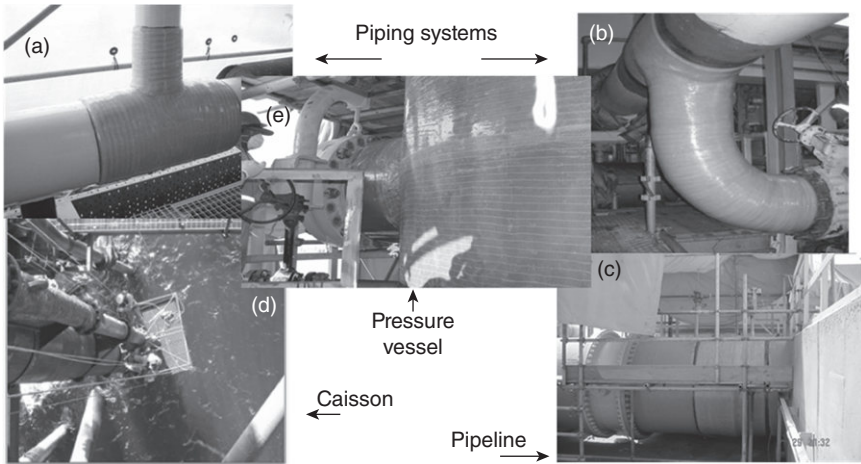 (a)
Piping systems
(b)
(e)
(c)
(d)
Pressure
vessel
Caisson
Pipeline